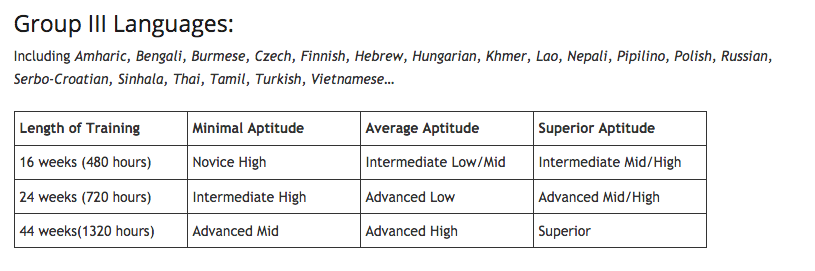 Group III Languages:
Including Amharic, Bengali, Burmese, Czech, Finnish, Hebrew, Hungarian, Khmer, Lao, Nepali, Pipilino, Polish, Russian,
Serbo-Croatian, Sinhala, Thai, Tamil, Turkish, Vietnamese...
Length of Training Minimal Aptitude Average Aptitude Superior Aptitude
16 weeks (480 hours) Novice High Intermediate Low/Mid Intermediate Mid/High
24 weeks (720 hours) Intermediate High Advanced Low Advanced Mid/High
44 weeks(1320 hours) Advanced Mid Advanced High Superior